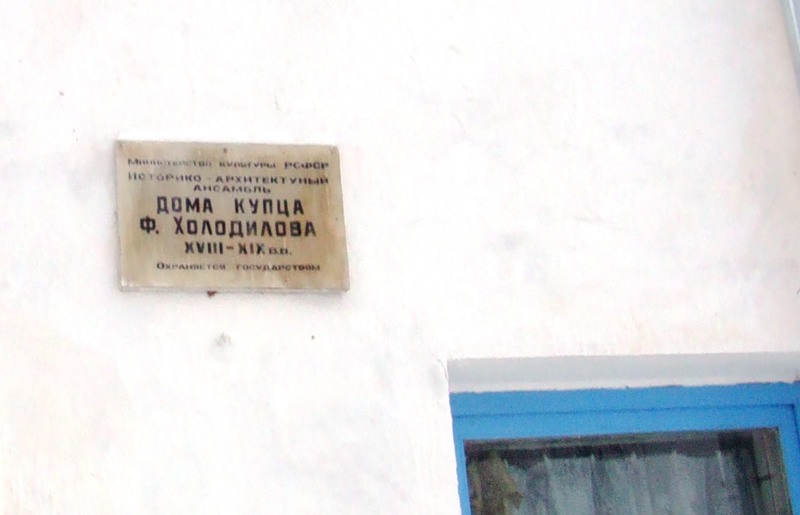 Министерство культуры РСФСР
Историко - архитектуный
ансамбль
ДОМА КУПЦА
Ф. ХОЛОДИЛОВА
XVIII - XIX в.в.
Охраняется государством